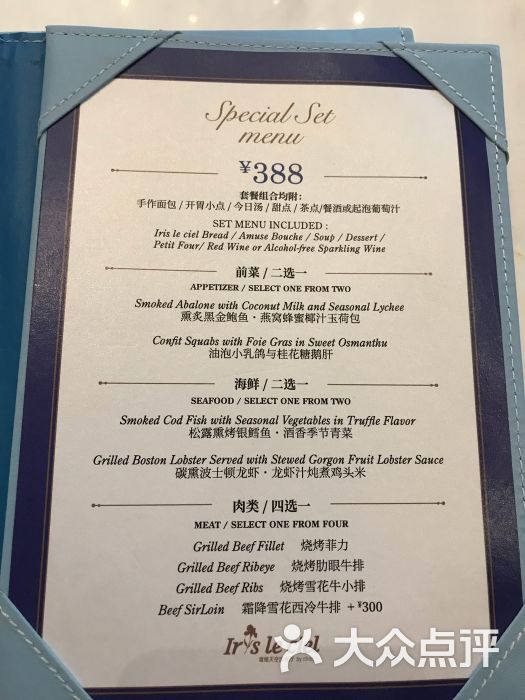 Special Set
menu
¥388
套餐组合均附：
手作面包 / 开胃小点 / 今日汤 / 甜点 / 茶点/餐酒或起泡葡萄汁
SET MENU INCLUDED :
Iris le ciel Bread / Amuse Bouche / Soup / Dessert /
Petit Four/ Red Wine or Alcohol-free Sparkling Wine
前菜 / 二选一
APPETIZER / SELECT ONE FROM TWO
Smoked Abalone with Coconut Milk and Seasonal Lychee
熏炙黑金鲍鱼·燕窝蜂蜜椰汁玉荷包
Confit Squabs with Foie Gras in Sweet Osmanthu
油泡小乳鸽与桂花糖鹅肝
海鲜 / 二选一
SEAFOOD / SELECT ONE FROM TWO
Smoked Cod Fish with Seasonal Vegetables in Truffle Flavor
松露熏烤银鳕鱼·酒香季节青菜
Grilled Boston Lobster Served with Stewed Gorgon Fruit Lobster Sauce
碳熏波士顿龙虾·龙虾汁炖煮鸡头米
肉类 / 四选一
MEAT / SELECT ONE FROM FOUR
Grilled Beef Fillet 烧烤菲力
Grilled Beef Ribeye 烧烤肋眼牛排
Grilled Beef Ribs 烧烤雪花牛小排
Beef SirLoin 霜降雪花西冷牛排 +¥300
大众点评